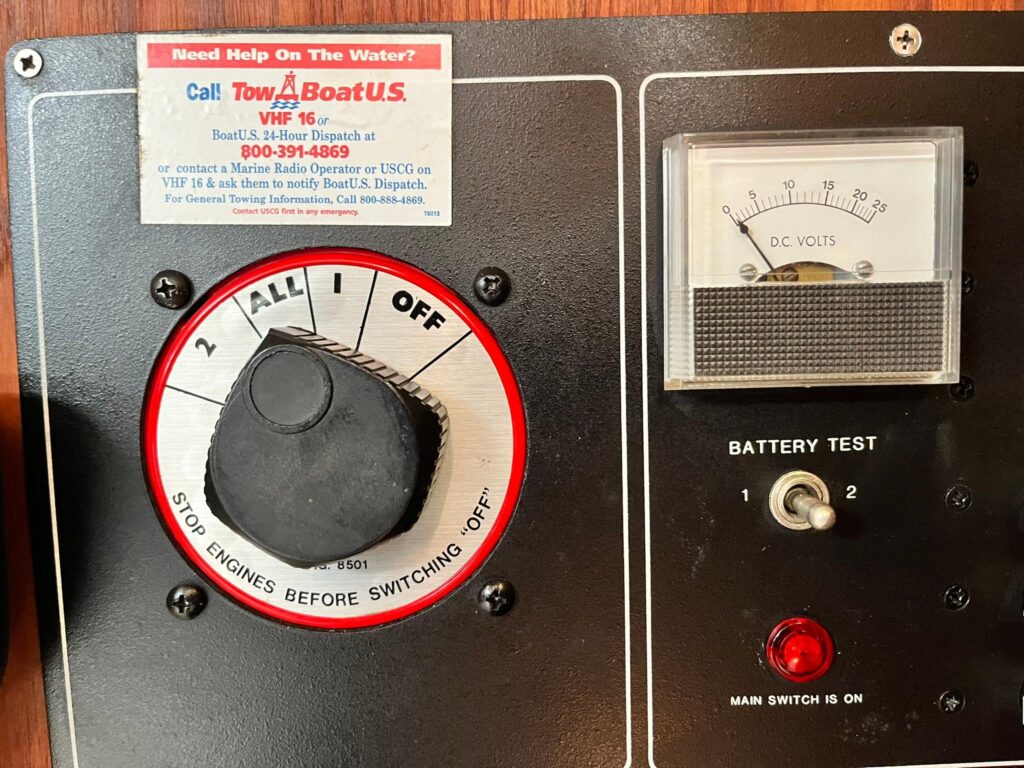 Need Help On The Water?
Call TowBoatU.S.
VHF 16 or
BoatU.S. 24-Hour Dispatch at
800-391-4869
or contact a Marine Radio Operator or USCG on
VHF 16 & ask them to notify BoatU.S. Dispatch.
For General Towing Information, Call 800-888-4869.
Contact USCG first in any emergency.
TB013
2 ALL 1 OFF
8501
STOP ENGINES BEFORE SWITCHING "OFF"
0 5 10 15 20 25
D.C. VOLTS
BATTERY TEST
1 2
MAIN SWITCH IS ON